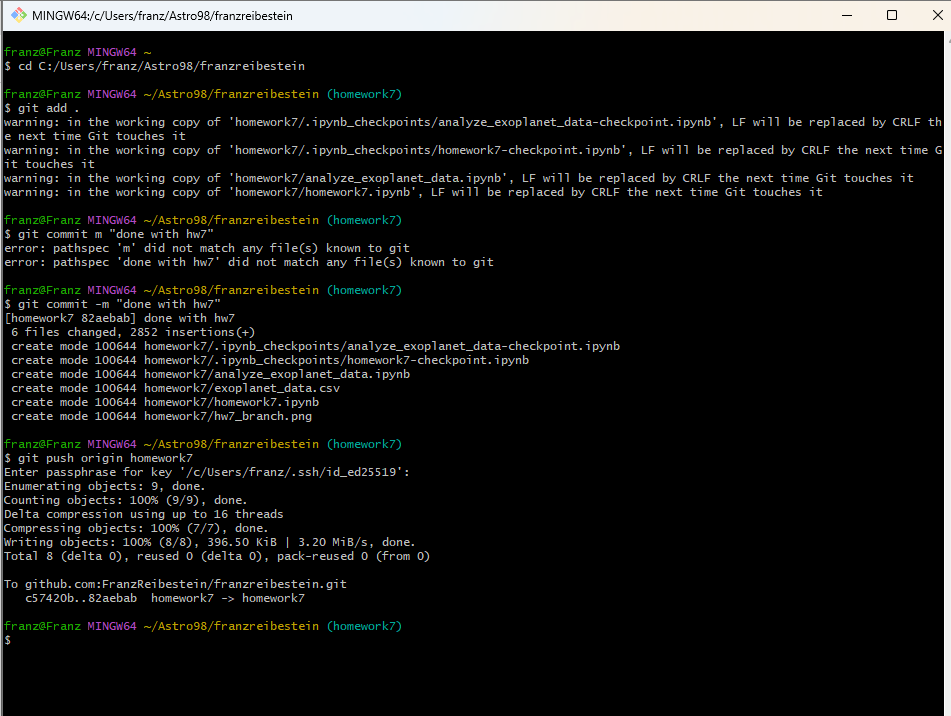 MINGW64:/c/Users/franz/Astro98/franzreibestein
franz@Franz MINGW64 ~
$ cd C:/Users/franz/Astro98/franzreibestein
franz@Franz MINGW64 ~/Astro98/franzreibestein (homework7)
$ git add .
warning: in the working copy of 'homework7/.ipynb_checkpoints/analyze_exoplanet_data-checkpoint.ipynb', LF will be replaced by CRLF th
e next time Git touches it
warning: in the working copy of 'homework7/.ipynb_checkpoints/homework7-checkpoint.ipynb', LF will be replaced by CRLF the next time G
it touches it
warning: in the working copy of 'homework7/analyze_exoplanet_data.ipynb', LF will be replaced by CRLF the next time Git touches it
warning: in the working copy of 'homework7/homework7.ipynb', LF will be replaced by CRLF the next time Git touches it
franz@Franz MINGW64 ~/Astro98/franzreibestein (homework7)
$ git commit m "done with hw7"
error: pathspec 'm' did not match any file(s) known to git
error: pathspec 'done with hw7' did not match any file(s) known to git
franz@Franz MINGW64 ~/Astro98/franzreibestein (homework7)
$ git commit -m "done with hw7"
[homework7 82aebab] done with hw7
 6 files changed, 2852 insertions(+)
 create mode 100644 homework7/.ipynb_checkpoints/analyze_exoplanet_data-checkpoint.ipynb
 create mode 100644 homework7/.ipynb_checkpoints/homework7-checkpoint.ipynb
 create mode 100644 homework7/analyze_exoplanet_data.ipynb
 create mode 100644 homework7/exoplanet_data.csv
 create mode 100644 homework7/homework7.ipynb
 create mode 100644 homework7/hw7_branch.png
franz@Franz MINGW64 ~/Astro98/franzreibestein (homework7)
$ git push origin homework7
Enter passphrase for key '/c/Users/franz/.ssh/id_ed25519':
Enumerating objects: 9, done.
Counting objects: 100% (9/9), done.
Delta compression using up to 16 threads
Compressing objects: 100% (7/7), done.
Writing objects: 100% (8/8), 396.50 KiB | 3.20 MiB/s, done.
Total 8 (delta 0), reused 0 (delta 0), pack-reused 0 (from 0)
To github.com:FranzReibestein/franzreibestein.git
   c57420b..82aebab  homework7 -> homework7
franz@Franz MINGW64 ~/Astro98/franzreibestein (homework7)
$